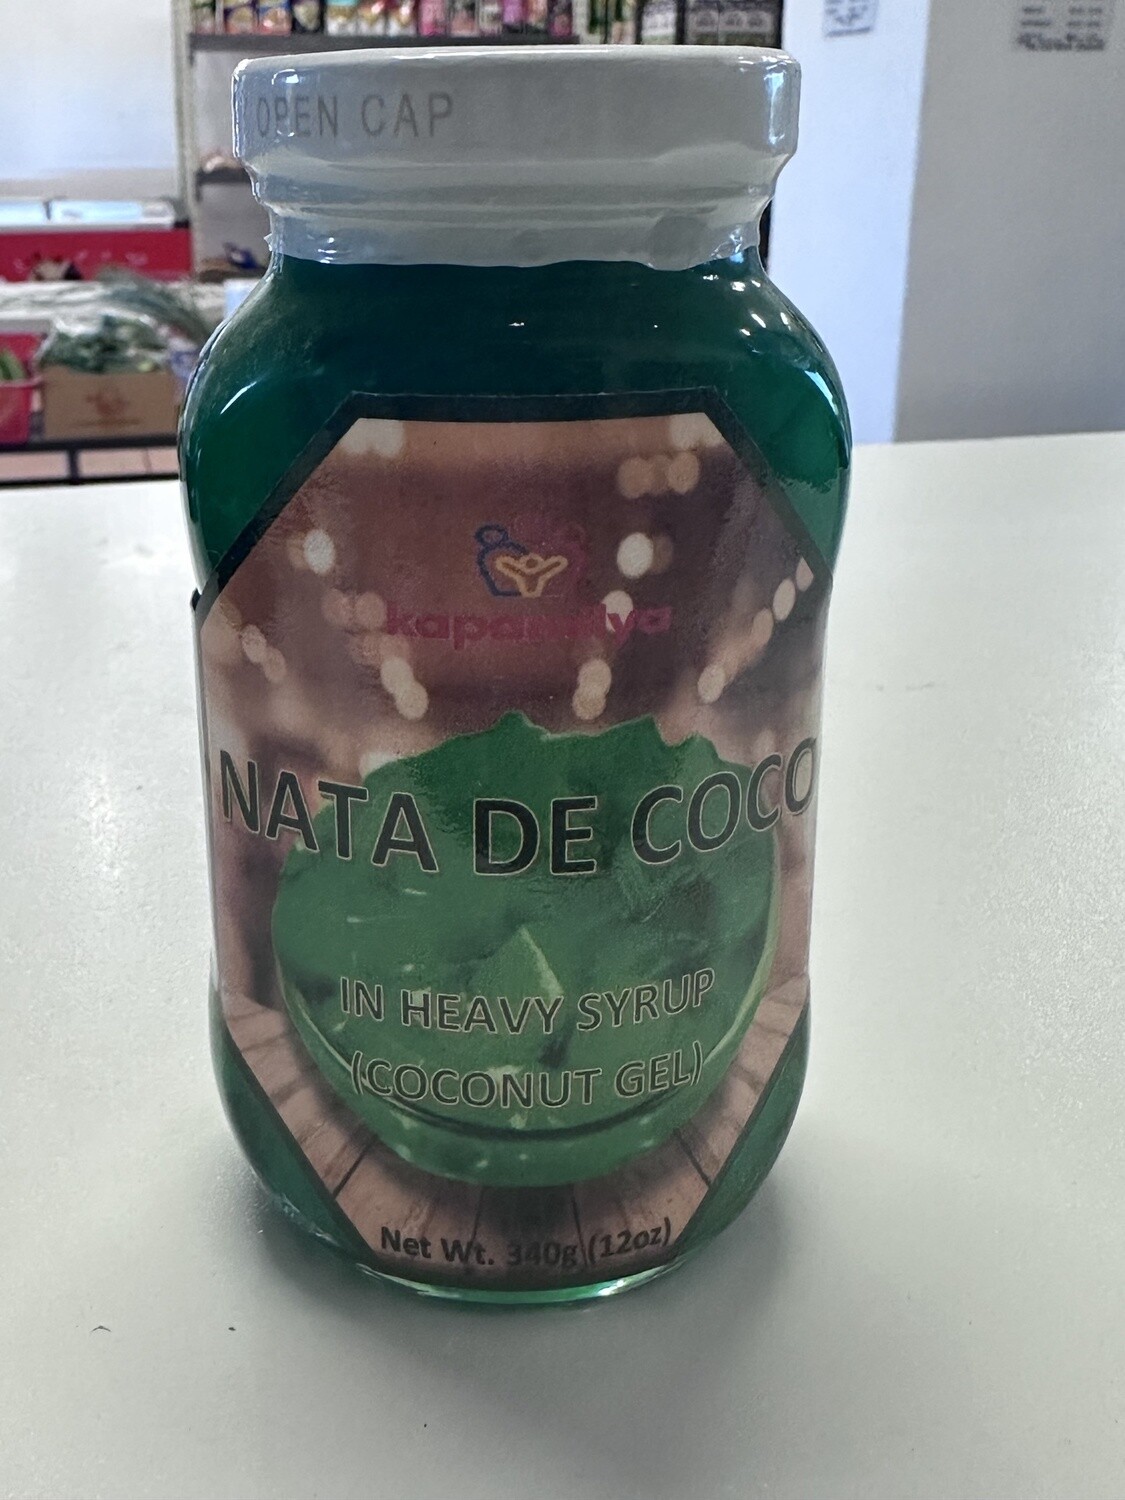 OPEN CAP
kapamilya
NATA DE COCO
IN HEAVY SYRUP
(COCONUT GEL)
Net Wt. 340g (12oz)